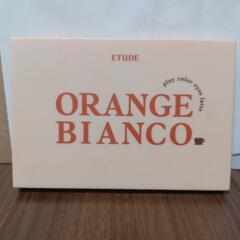 ETUDE
play color eyes latte
ORANGE
BIANCO